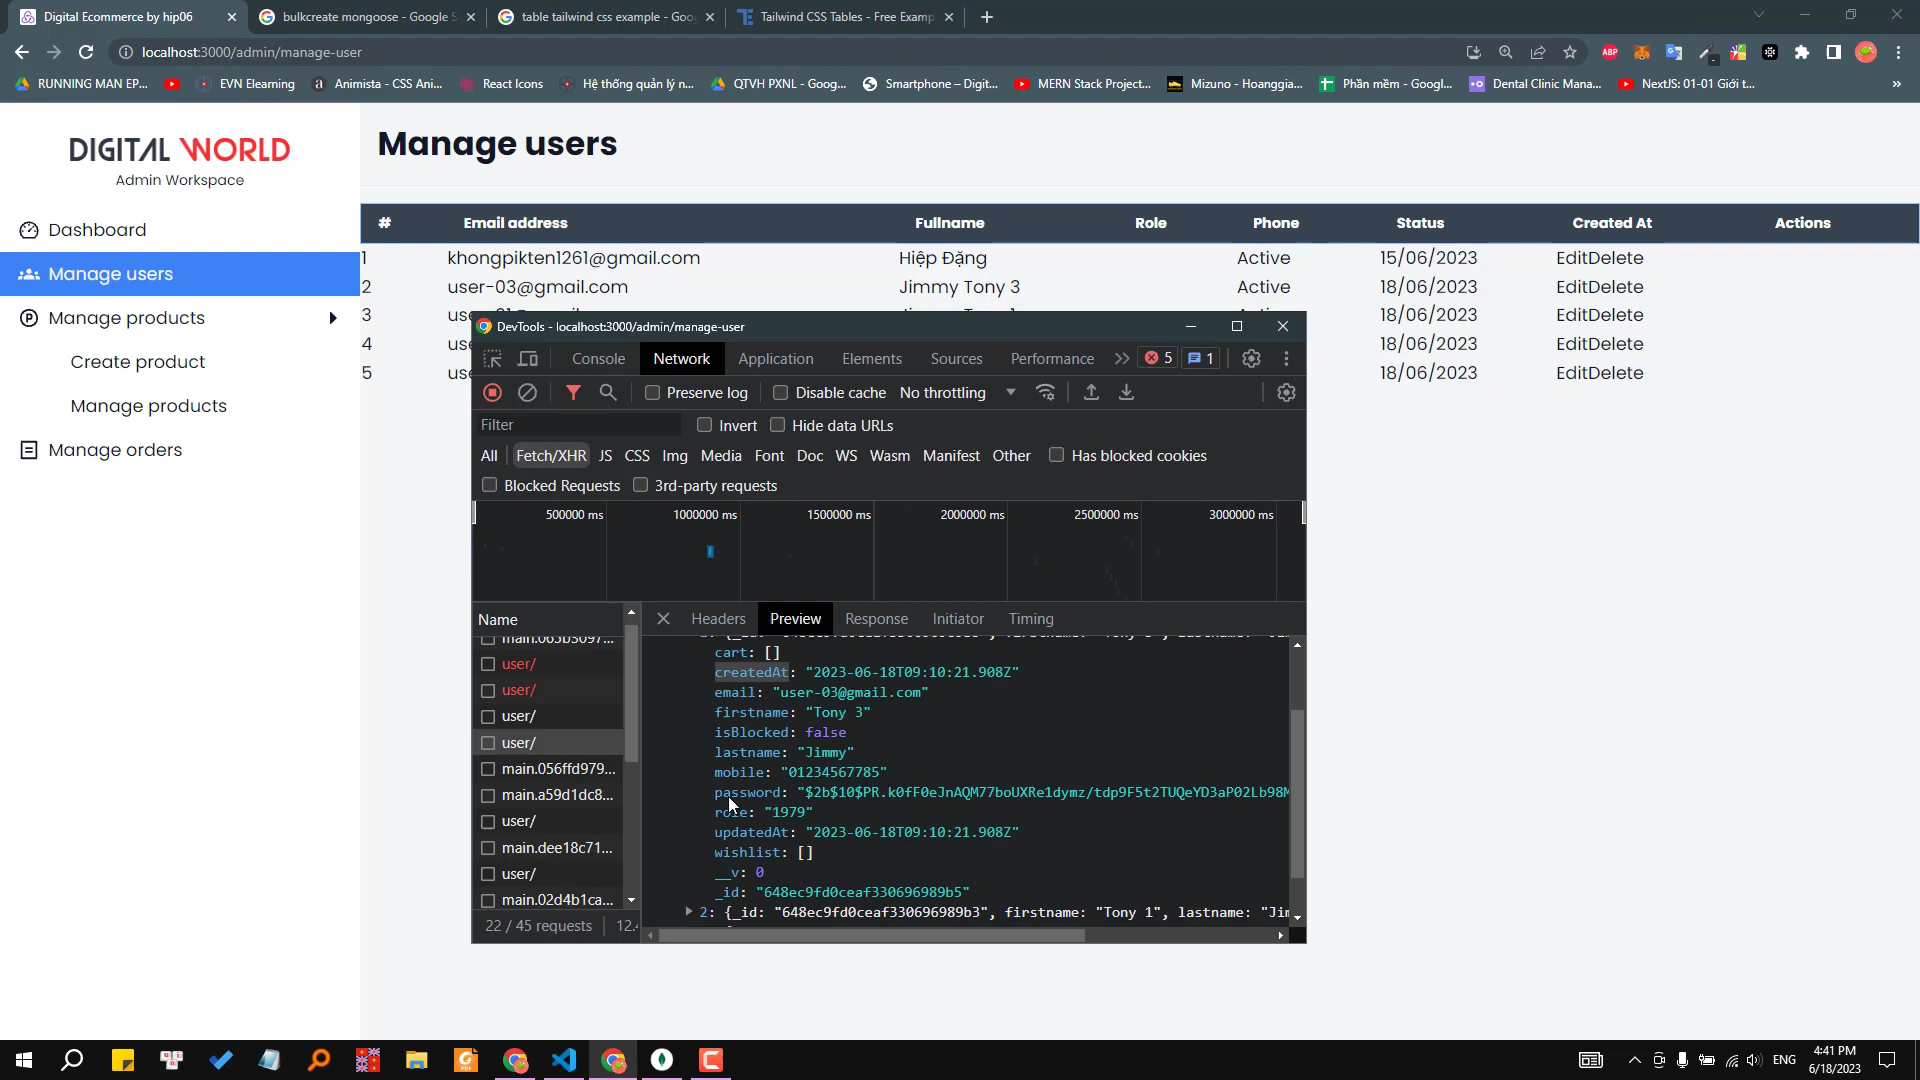 Digital Ecommerce by hip06
bulkcreate mongoose - Google S
table tailwind css example - Goo
Tailwind CSS Tables - Free Examp
localhost:3000/admin/manage-user
RUNNING MAN EP...
EVN Elearning
Animista - CSS Ani...
React Icons
Hệ thống quản lý n...
QTVH PXNL - Goog...
Smartphone – Digit...
MERN Stack Project...
Mizuno - Hoanggia...
Phần mềm - Googl...
Dental Clinic Mana...
NextJS: 01-01 Giới t...
»
DIGITAL WORLD
Admin Workspace
Dashboard
Manage users
Manage products
Create product
Manage products
Manage orders
Manage users
# Email address Fullname Role Phone Status Created At Actions
1 khongpikten1261@gmail.com Hiệp Đặng Active 15/06/2023 EditDelete
2 user-03@gmail.com Jimmy Tony 3 Active 18/06/2023 EditDelete
3 18/06/2023 EditDelete
4 18/06/2023 EditDelete
5 18/06/2023 EditDelete
DevTools - localhost:3000/admin/manage-user
Console Network Application Elements Sources Performance » 5 1
Preserve log Disable cache No throttling
Filter Invert Hide data URLs
All Fetch/XHR JS CSS Img Media Font Doc WS Wasm Manifest Other Has blocked cookies
Blocked Requests 3rd-party requests
500000 ms 1000000 ms 1500000 ms 2000000 ms 2500000 ms 3000000 ms
Name
user/
user/
user/
user/
main.056ffd979...
main.a59d1dc8...
user/
main.dee18c71...
user/
main.02d4b1ca...
22 / 45 requests 12.4
Headers Preview Response Initiator Timing
cart: []
createdAt: "2023-06-18T09:10:21.908Z"
email: "user-03@gmail.com"
firstname: "Tony 3"
isBlocked: false
lastname: "Jimmy"
mobile: "01234567785"
password: "$2b$10$PR.k0fF0eJnAQM77boUXRe1dymz/tdp9F5t2TUQeYD3aP02Lb98M
role: "1979"
updatedAt: "2023-06-18T09:10:21.908Z"
wishlist: []
__v: 0
_id: "648ec9fd0ceaf330696989b5"
2: {_id: "648ec9fd0ceaf330696989b3", firstname: "Tony 1", lastname: "Jim
ENG
4:41 PM
6/18/2023